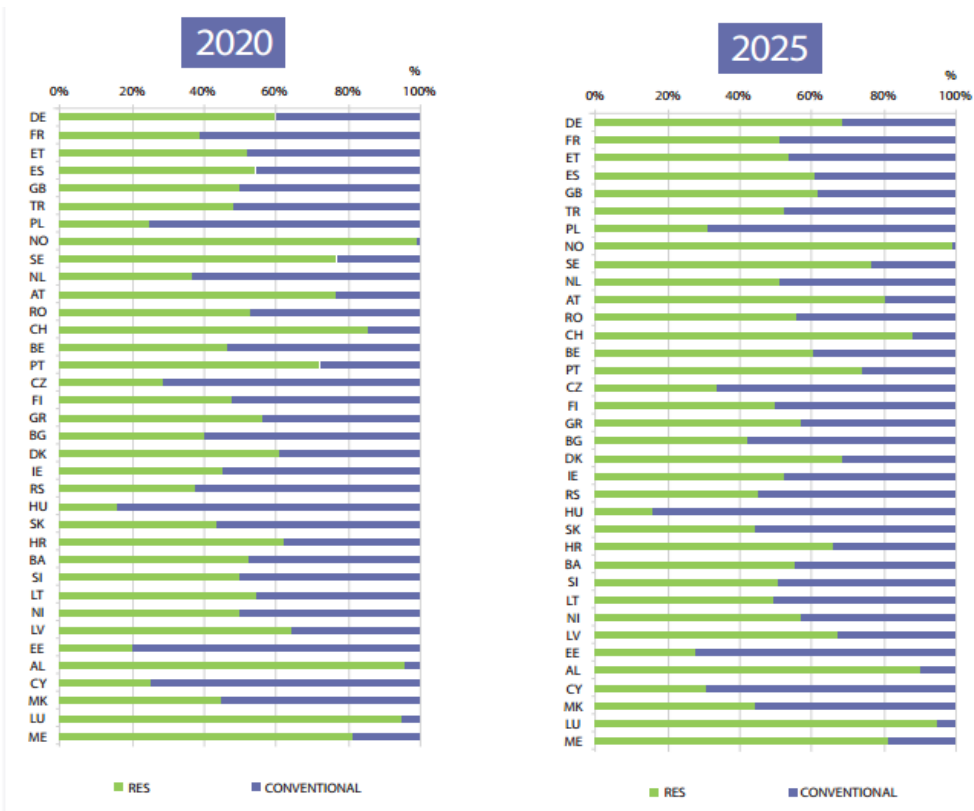 2020
%
0% 20% 40% 60% 80% 100%
DE
FR
ET
ES
GB
TR
PL
NO
SE
NL
AT
RO
CH
BE
PT
CZ
FI
GR
BG
DK
IE
RS
HU
SK
HR
BA
SI
LT
NI
LV
EE
AL
CY
MK
LU
ME
RES CONVENTIONAL
2025
%
0% 20% 40% 60% 80% 100%
DE
FR
ET
ES
GB
TR
PL
NO
SE
NL
AT
RO
CH
BE
PT
CZ
FI
GR
BG
DK
IE
RS
HU
SK
HR
BA
SI
LT
NI
LV
EE
AL
CY
MK
LU
ME
RES CONVENTIONAL